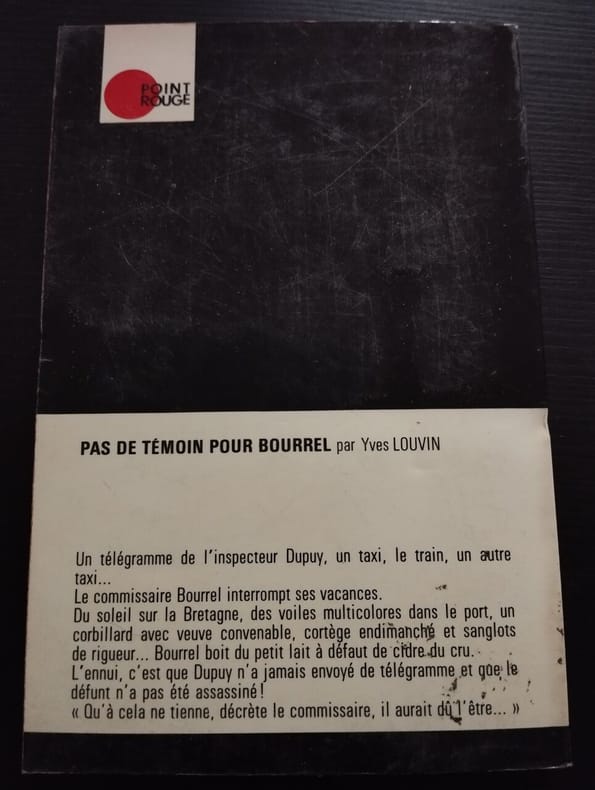 POINT
ROUGE
PAS DE TÉMOIN POUR BOURREL par Yves LOUVIN
Un télégramme de l'inspecteur Dupuy, un taxi, le train, un autre
taxi...
Le commissaire Bourrel interrompt ses vacances.
Du soleil sur la Bretagne, des voiles multicolores dans le port, un
corbillard avec veuve convenable, cortège endimanché et sanglots
de rigueur... Bourrel boit du petit lait à défaut de cidre du cru.
L'ennui, c'est que Dupuy n'a jamais envoyé de télégramme et que le
défunt n'a pas été assassiné!
« Qu'à cela ne tienne, décrète le commissaire, il aurait dû l'être... »